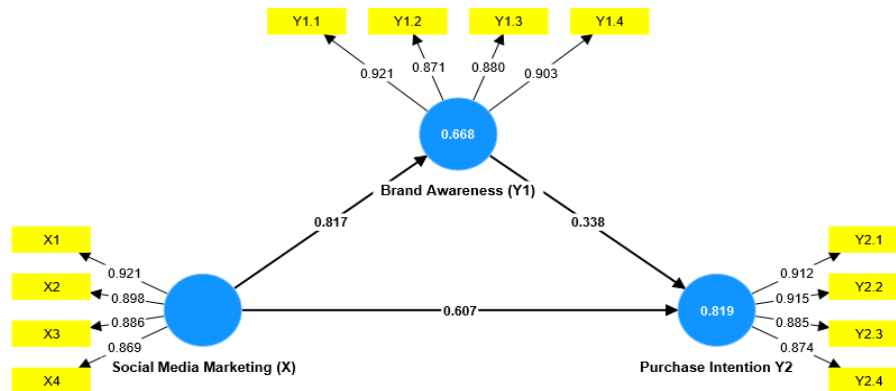 Y1.1 Y1.2 Y1.3 Y1.4
0.921 0.871 0.880 0.903
0.668
Brand Awareness (Y1)
0.817 0.338
X1 Y2.1
0.921 0.912
X2 Y2.2
0.898 0.915
0.607 0.819
X3 Y2.3
0.886 0.885
0.869 0.874
Social Media Marketing (X) Purchase Intention Y2
X4 Y2.4